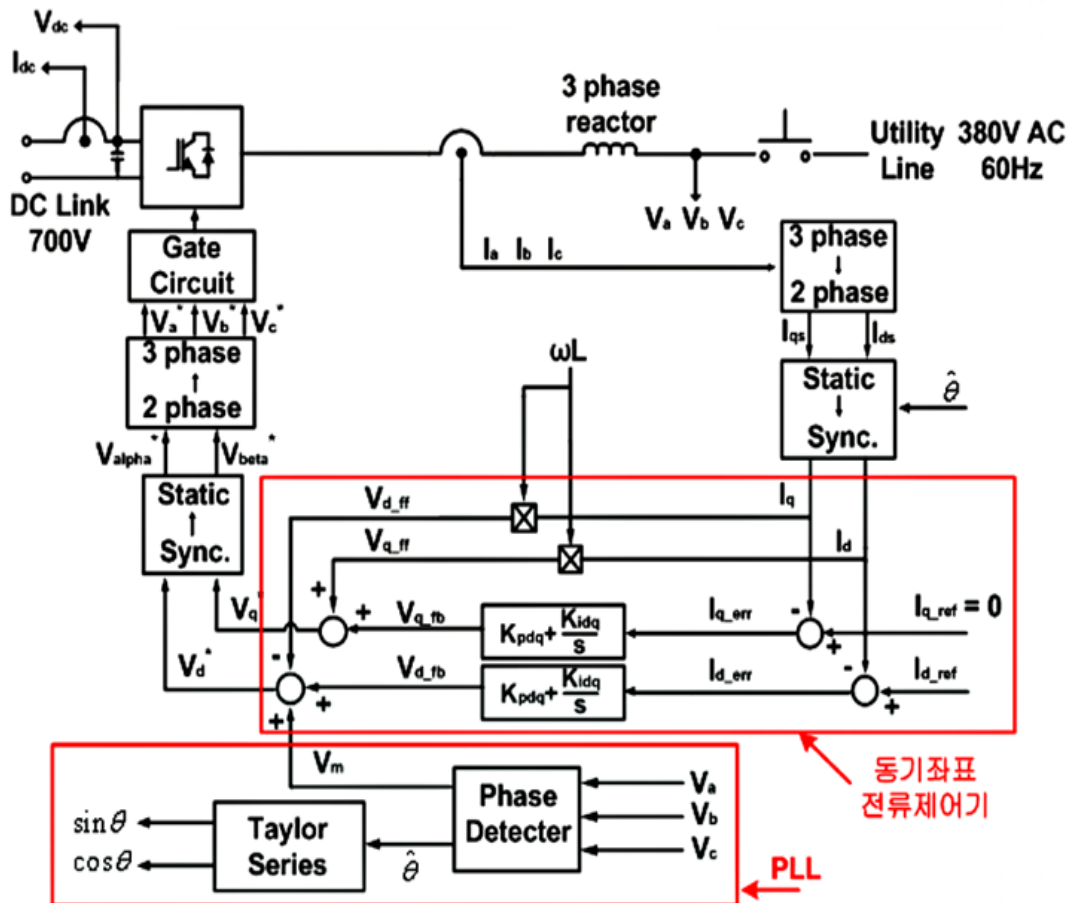 Vdc
Idc
DC Link
700V
3 phase
reactor
Utility 380V AC
Line 60Hz
Va Vb Vc
Ia Ib Ic
3 phase
↓
2 phase
Gate
Circuit
Va* Vb* Vc*
3 phase
↑
2 phase
Iqs Ids
ωL
Static
↓
Sync.
θ̂
Valpha* Vbeta*
Static
↑
Sync.
Vd_ff
Iq
Vq_ff
Id
+
+
Vq*
Vq_fb
Kpdq+ Kidq/s
Iq_err
-
+
Iq_ref = 0
-
Vd*
Vd_fb
Kpdq+ Kidq/s
Id_err
-
+
Id_ref
+
+
Vm
동기좌표
전류제어기
sinθ
cosθ
Taylor
Series
θ̂
Phase
Detecter
Va
Vb
Vc
PLL